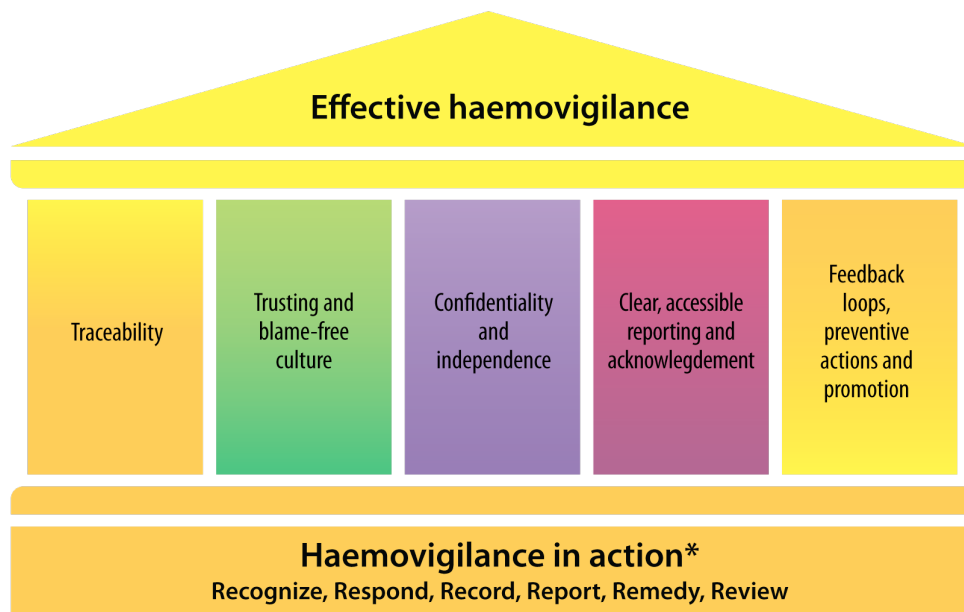 Effective haemovigilance
Traceability
Trusting and
blame-free
culture
Confidentiality
and
independence
Clear, accessible
reporting and
acknowlegdement
Feedback
loops,
preventive
actions and
promotion
Haemovigilance in action*
Recognize, Respond, Record, Report, Remedy, Review